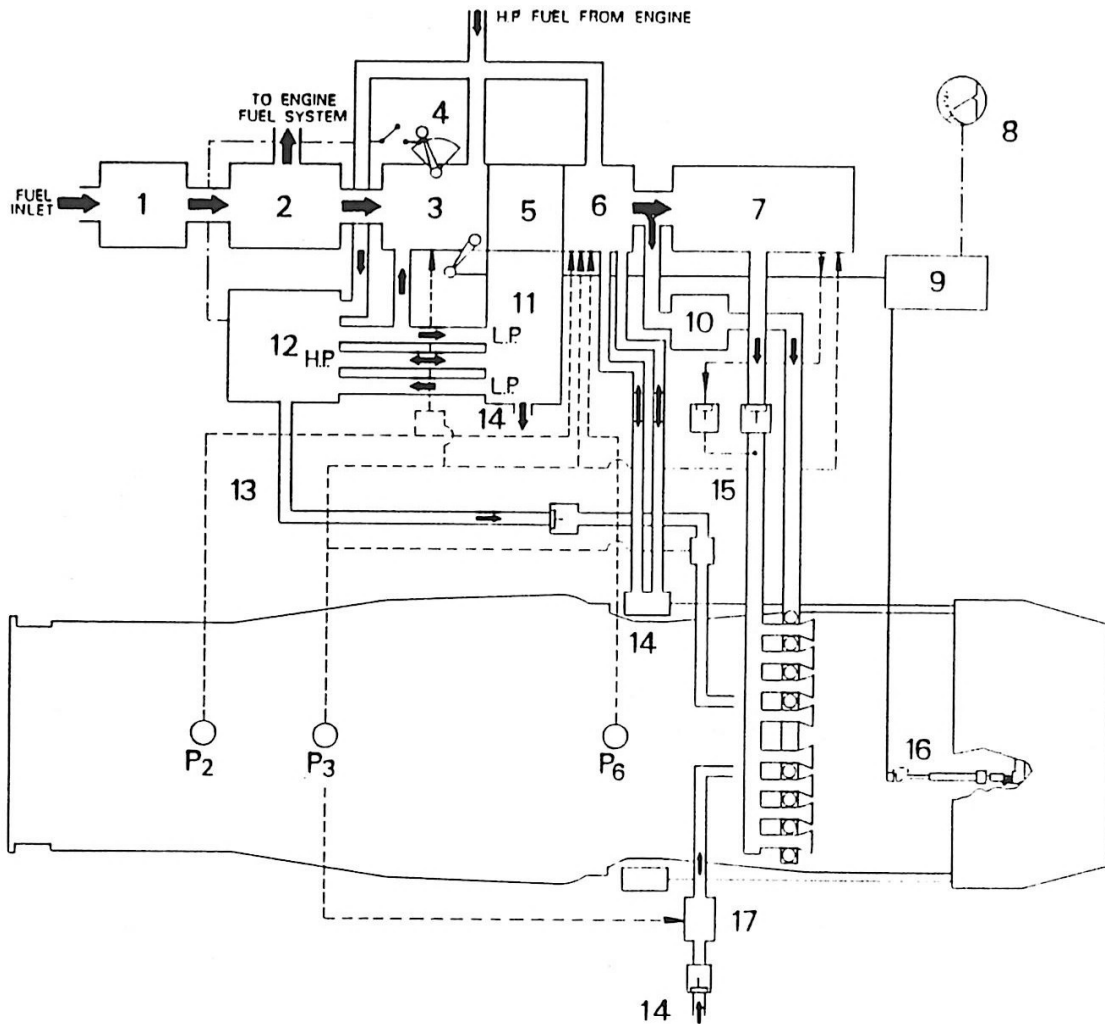 H.P FUEL FROM ENGINE
TO ENGINE
FUEL SYSTEM
4
8
FUEL
INLET
1
2
3
5
6
7
9
11
10
12
H.P.
L.P.
L.P.
14
13
15
14
P2
P3
P6
16
17
14